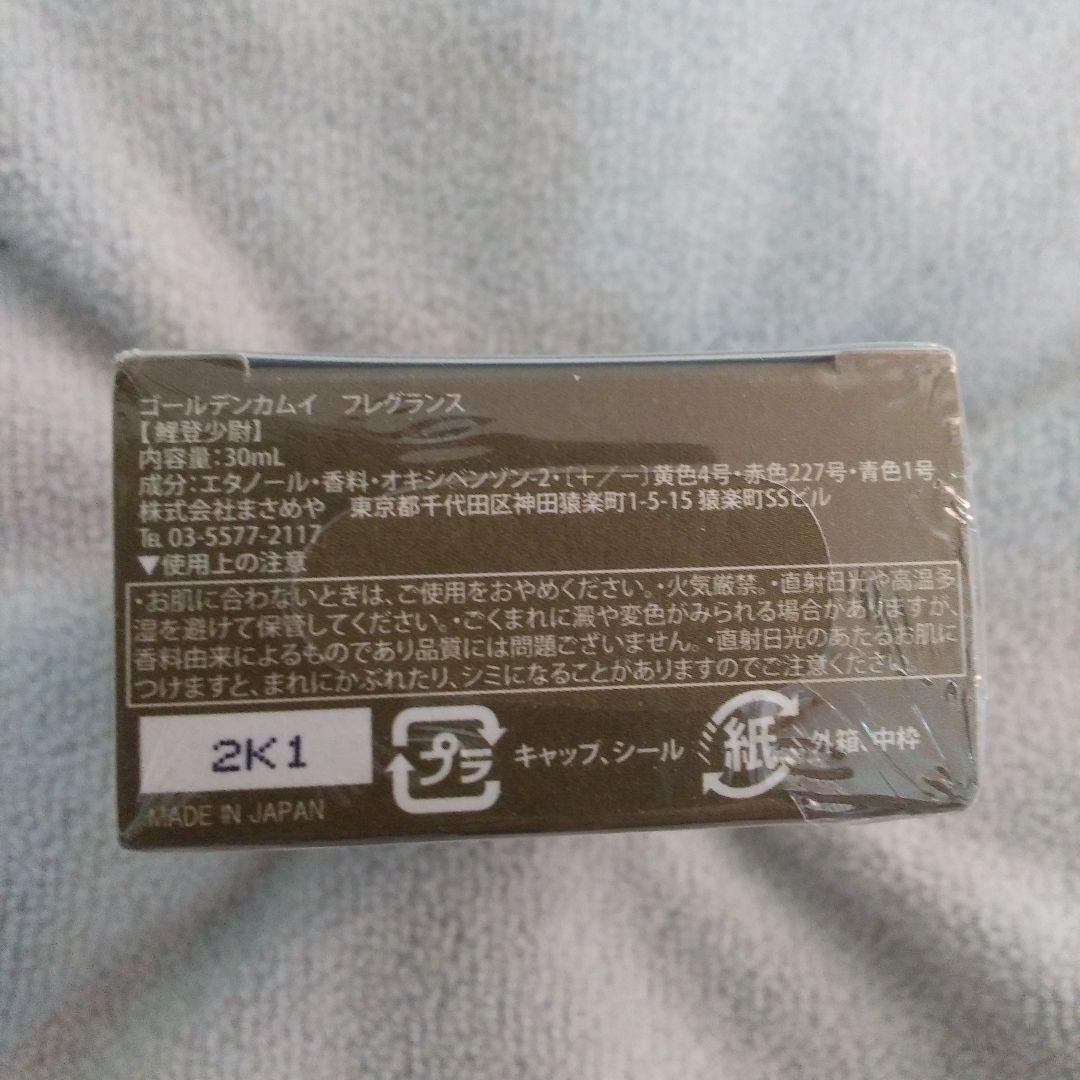 ゴールデンカムイ　フレグランス
【鯉登少尉】
内容量：30mL
成分：エタノール・香料・オキシベンゾン-2・〔＋／－〕黄色4号・赤色227号・青色1号
株式会社まさめや　東京都千代田区神田猿楽町1-5-15 猿楽町SSビル
℡ 03-5577-2117
▼使用上の注意
・お肌に合わないときは、ご使用をおやめください。・火気厳禁。・直射日光や高温多
湿を避けて保管してください。・ごくまれに澱や変色がみられる場合がありますが、
香料由来によるものであり品質には問題ございません。・直射日光のあたるお肌に
つけますと、まれにかぶれたり、シミになることがありますのでご注意ください。
2K1 プラ キャップ、シール 紙 外箱、中枠
MADE IN JAPAN